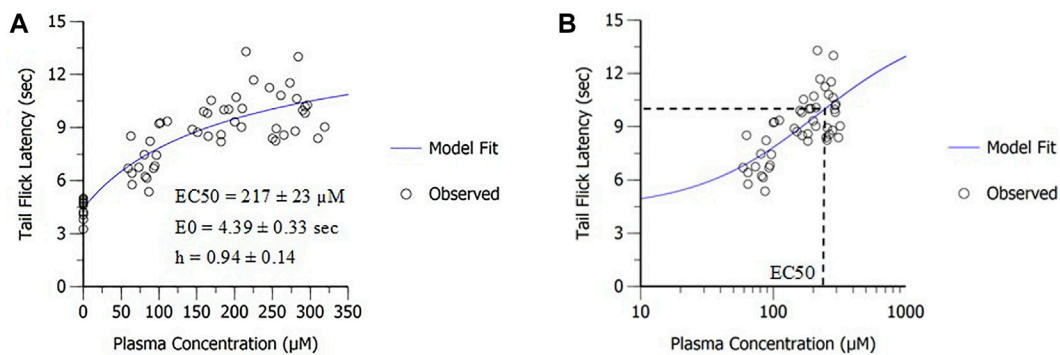 A
15
12
9
6
3
0
Tail Flick Latency (sec)
EC50 = 217 ± 23 µM
E0 = 4.39 ± 0.33 sec
h = 0.94 ± 0.14
0 50 100 150 200 250 300 350
Plasma Concentration (µM)
Model Fit
Observed
B
15
12
9
6
3
0
Tail Flick Latency (sec)
EC50
10 100 1000
Plasma Concentration (µM)
Model Fit
Observed